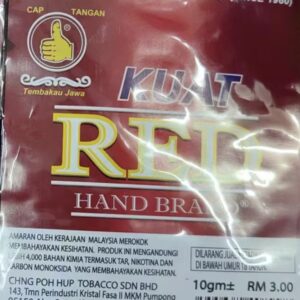 SINCE 1960)
CAP TANGAN
Tembakau Jawa
KUAT
RED
HAND BRAND®
AMARAN OLEH KERAJAAN MALAYSIA MEROKOK
MEMBAHAYAKAN KESIHATAN. PRODUK INI MENGANDUNGI
LEBIH 4,000 BAHAN KIMIA TERMASUK TAR, NIKOTINA DAN
KARBON MONOKSIDA YANG MEMBAHAYAKAN KESIHATAN.
DILARANG JUAL
DI BAWAH UMUR 18 TAHUN
CHNG POH HUP TOBACCO SDN BHD
143, Tmn Perindustri Kristal Fasa II MKM Pumpong
10gm± RM 3.00